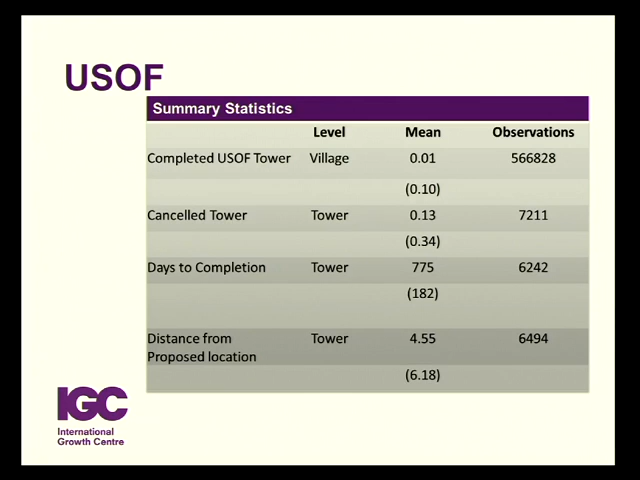 USOF
Summary Statistics
Level Mean Observations
Completed USOF Tower Village 0.01 566828
(0.10)
Cancelled Tower Tower 0.13 7211
(0.34)
Days to Completion Tower 775 6242
(182)
Distance from Proposed location Tower 4.55 6494
(6.18)
IGC
International
Growth Centre